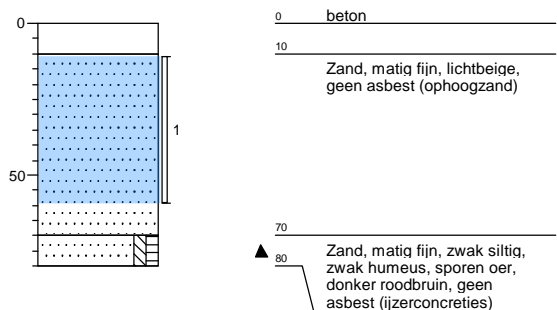 0
50
1
0 beton
10
Zand, matig fijn, lichtbeige,
geen asbest (ophoogzand)
70
Zand, matig fijn, zwak siltig,
80
zwak humeus, sporen oer,
donker roodbruin, geen
asbest (ijzerconcreties)